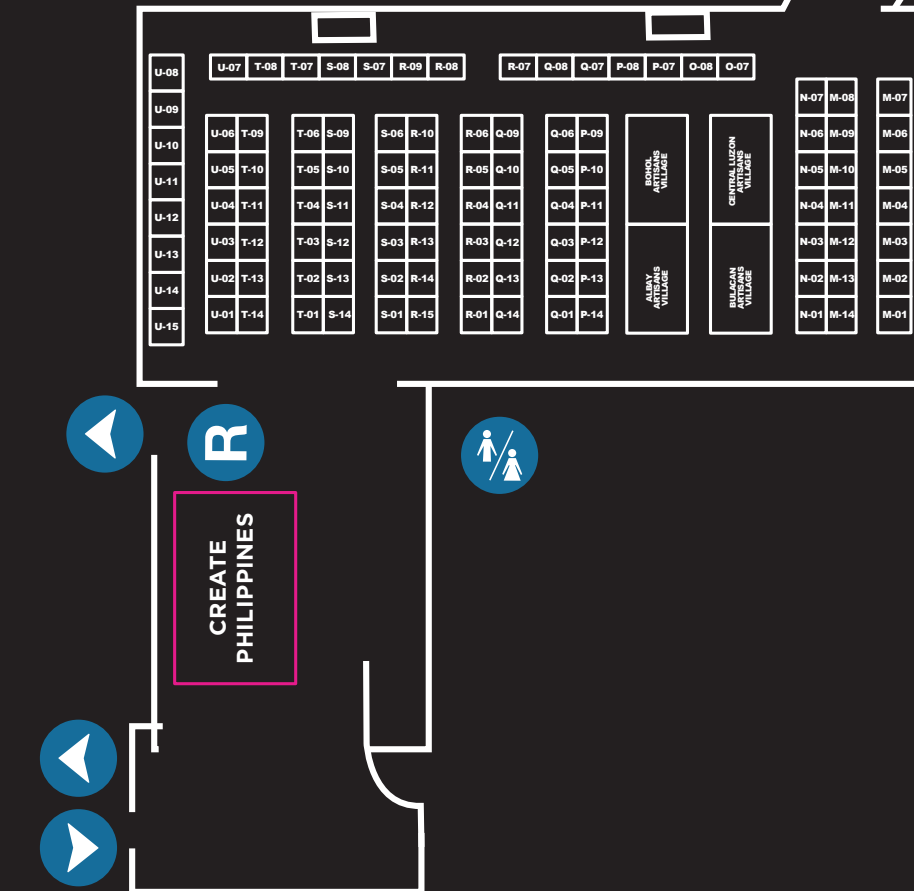 U-07 T-08 T-07 S-08 S-07 R-09 R-08 R-07 Q-08 Q-07 P-08 P-07 O-08 O-07
U-08
U-09
U-10
U-11
U-12
U-13
U-14
U-15
U-06 T-09
U-05 T-10
U-04 T-11
U-03 T-12
U-02 T-13
U-01 T-14
T-06 S-09
T-05 S-10
T-04 S-11
T-03 S-12
T-02 S-13
T-01 S-14
S-06 R-10
S-05 R-11
S-04 R-12
S-03 R-13
S-02 R-14
S-01 R-15
R-06 Q-09
R-05 Q-10
R-04 Q-11
R-03 Q-12
R-02 Q-13
R-01 Q-14
Q-06 P-09
Q-05 P-10
Q-04 P-11
Q-03 P-12
Q-02 P-13
Q-01 P-14
BOHOL
ARTISANS
VILLAGE
ALBAY
ARTISANS
VILLAGE
CENTRAL LUZON
ARTISANS
VILLAGE
BULACAN
ARTISANS
VILLAGE
N-07 M-08
N-06 M-09
N-05 M-10
N-04 M-11
N-03 M-12
N-02 M-13
N-01 M-14
M-07
M-06
M-05
M-04
M-03
M-02
M-01
R
CREATE
PHILIPPINES